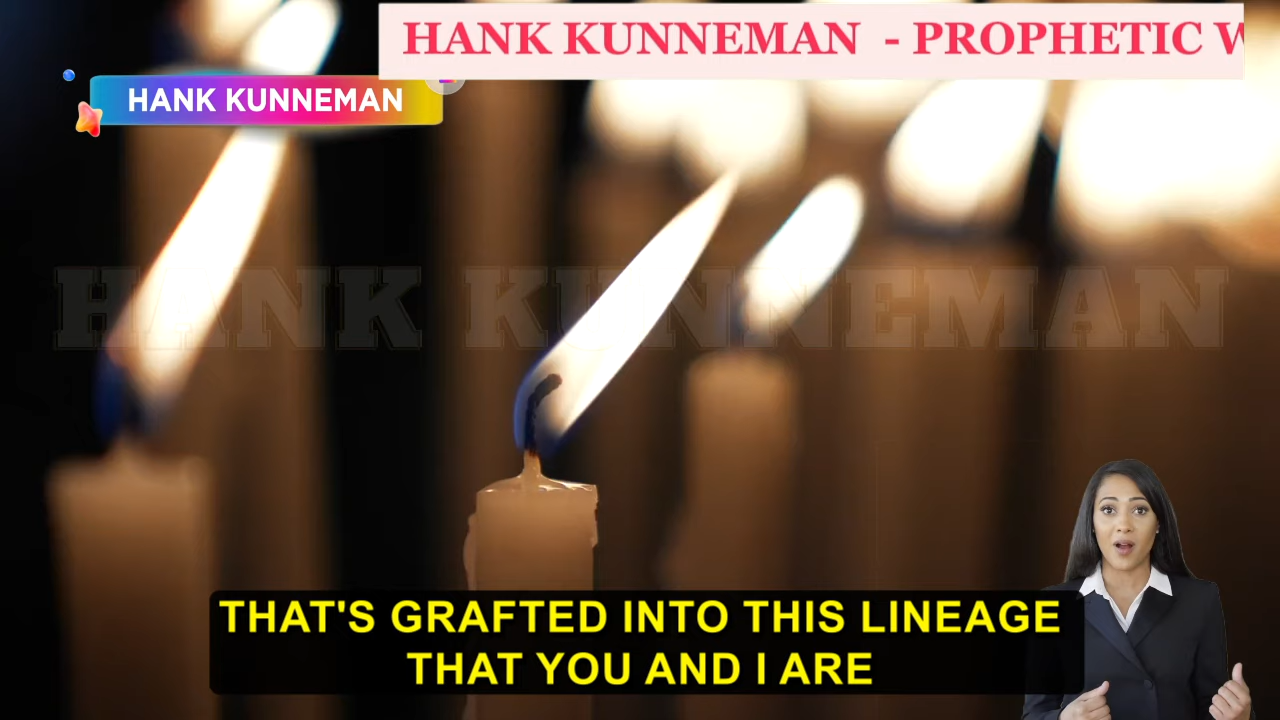 HANK KUNNEMAN - PROPHETIC
HANK KUNNEMAN
HANK KUNNEMAN
THAT'S GRAFTED INTO THIS LINEAGE
THAT YOU AND I ARE